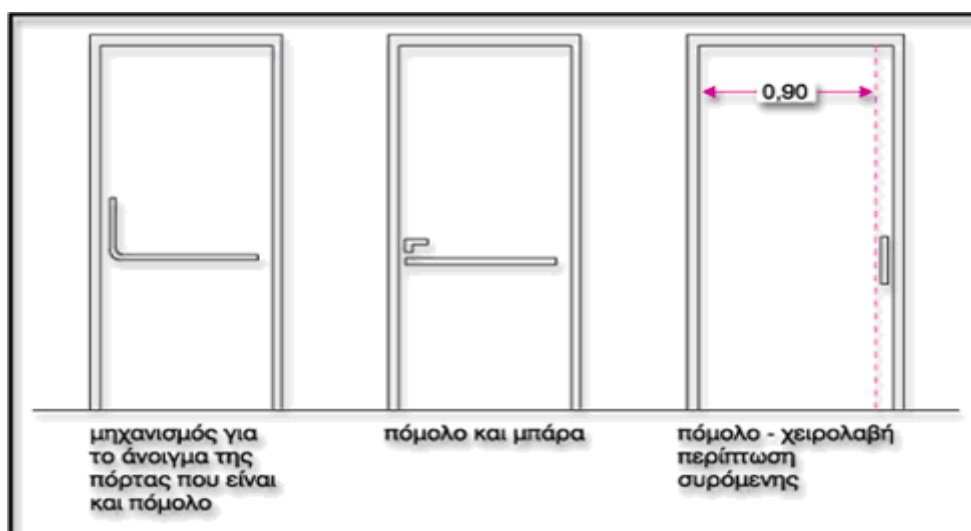 0,90
μηχανισμός για
το άνοιγμα της
πόρτας που είναι
και πόμολο
πόμολο και μπάρα
πόμολο - χειρολαβή
περίπτωση
συρόμενης